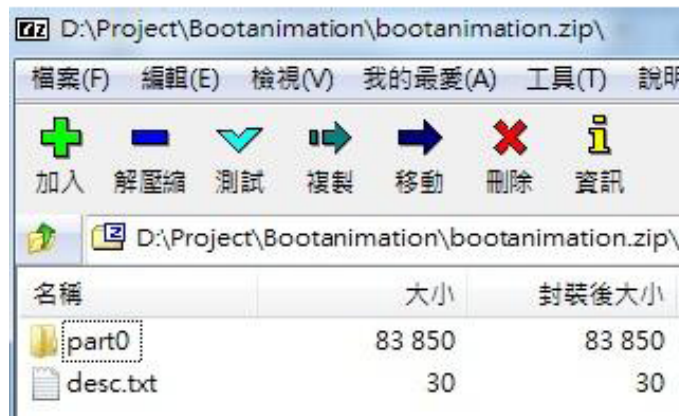 D:\Project\Bootanimation\bootanimation.zip\
檔案(F) 編輯(E) 檢視(V) 我的最愛(A) 工具(T) 說明
加入 解壓縮 測試 複製 移動 刪除 資訊
D:\Project\Bootanimation\bootanimation.zip\
名稱 大小 封裝後大小
part0 83 850 83 850
desc.txt 30 30